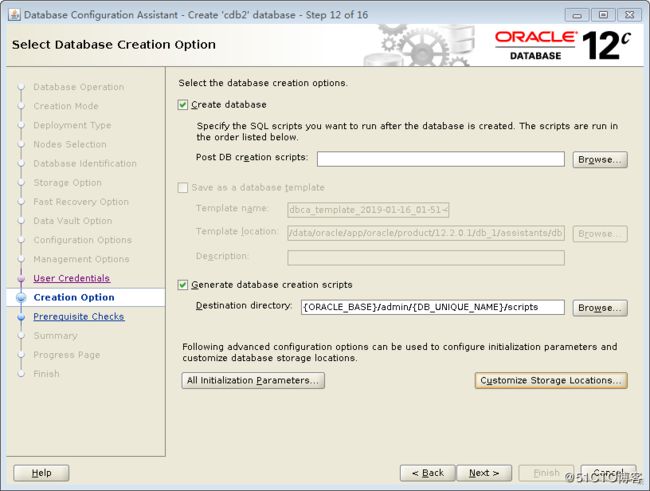 Database Configuration Assistant - Create 'cdb2' database - Step 12 of 16
Select Database Creation Option
ORACLE
DATABASE
12c
Database Operation
Creation Mode
Deployment Type
Nodes Selection
Database Identification
Storage Option
Fast Recovery Option
Data Vault Option
Configuration Options
Management Options
User Credentials
Creation Option
Prerequisite Checks
Summary
Progress Page
Finish
Select the database creation options.
Create database
Specify the SQL scripts you want to run after the database is created. The scripts are run in
the order listed below.
Post DB creation scripts:
Browse...
Save as a database template
Template name: dbca_template_2019-01-16_01-51-4
Template location: /data/oracle/app/oracle/product/12.2.0.1/db_1/assistants/db
Browse...
Description:
Generate database creation scripts
Destination directory: {ORACLE_BASE}/admin/{DB_UNIQUE_NAME}/scripts
Browse...
Following advanced configuration options can be used to configure initialization parameters and
customize database storage locations.
All Initialization Parameters...
Customize Storage Locations...
Help
< Back
Next >
Finish
Cancel
@51CTO博客